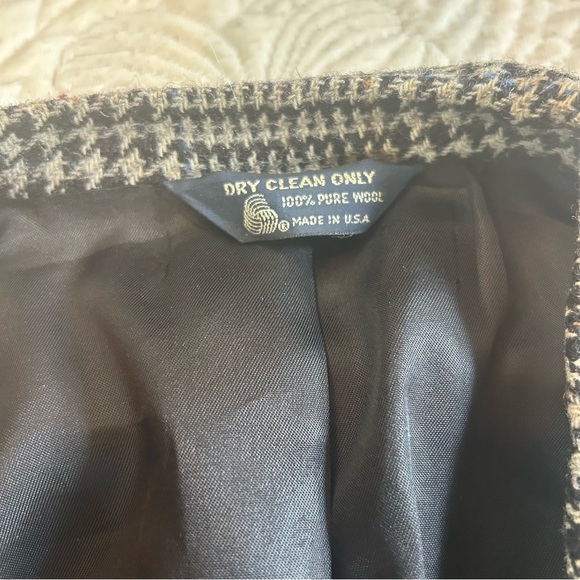 DRY CLEAN ONLY
100% PURE WOOL
® MADE IN U.S.A.